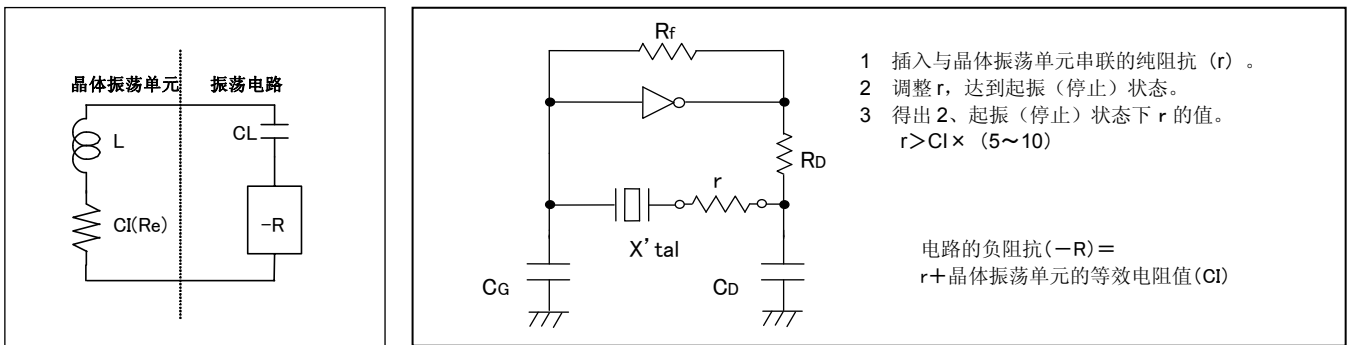 晶体振荡单元 振荡电路
L
CL
CI(Re)
-R
Rf
RD
r
X' tal
CG
CD
1 插入与晶体振荡单元串联的纯阻抗（r）。
2 调整 r，达到起振（停止）状态。
3 得出 2、起振（停止）状态下 r 的值。
r＞CI×（5～10）
电路的负阻抗(－R)＝
r＋晶体振荡单元的等效电阻值(CI)